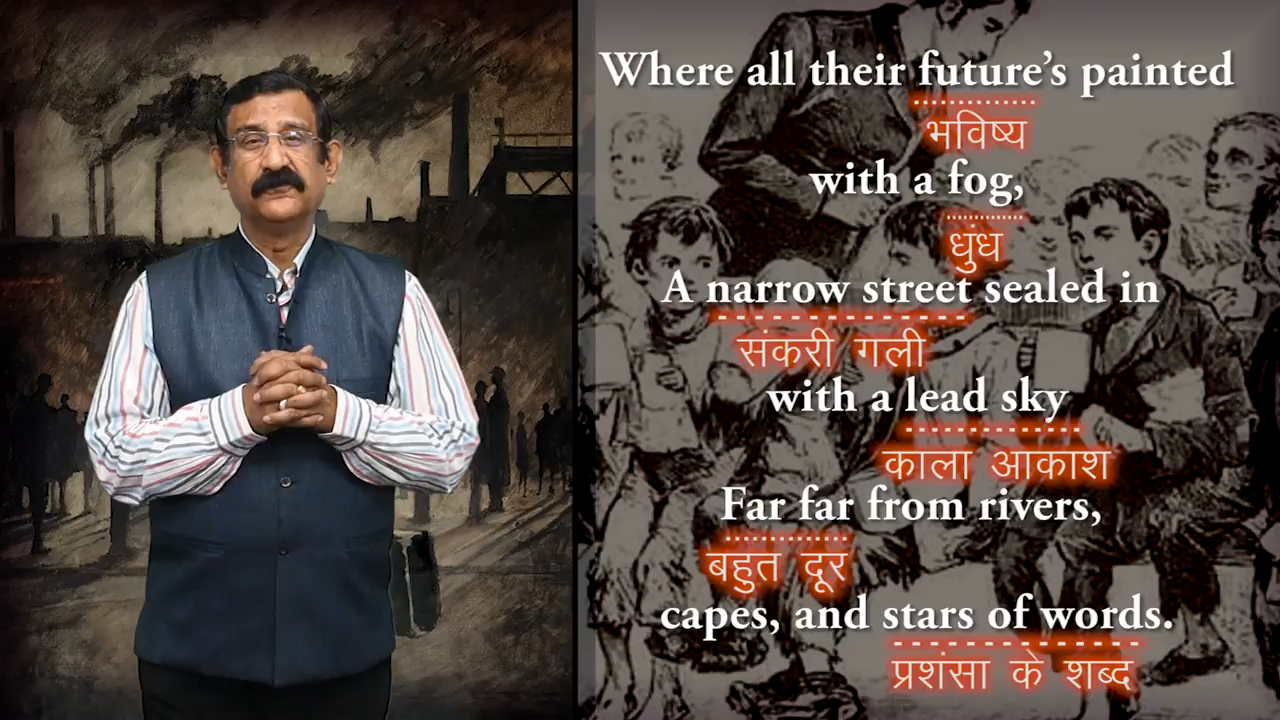 Where all their future’s painted
भविष्य
with a fog,
धुंध
A narrow street sealed in
संकरी गली
with a lead sky
काला आकाश
Far far from rivers,
बहुत दूर
capes, and stars of words.
प्रशंसा के शब्द